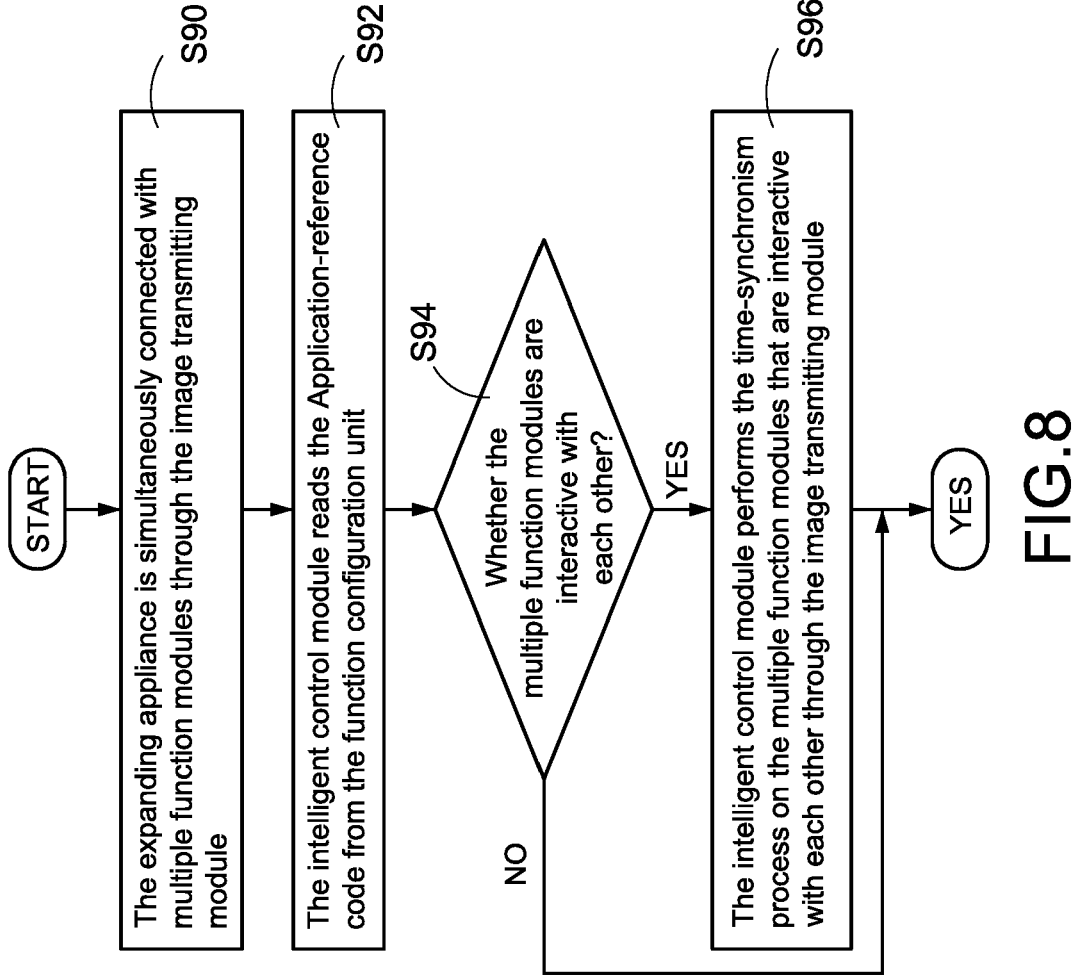 START
The expanding appliance is simultaneously connected with
multiple function modules through the image transmitting
module
S90
The intelligent control module reads the Application-reference
code from the function configuration unit
S92
S94
Whether the
multiple function modules are
interactive with
each other?
YES
NO
The intelligent control module performs the time-synchronism
process on the multiple function modules that are interactive
with each other through the image transmitting module
S96
YES
FIG.8